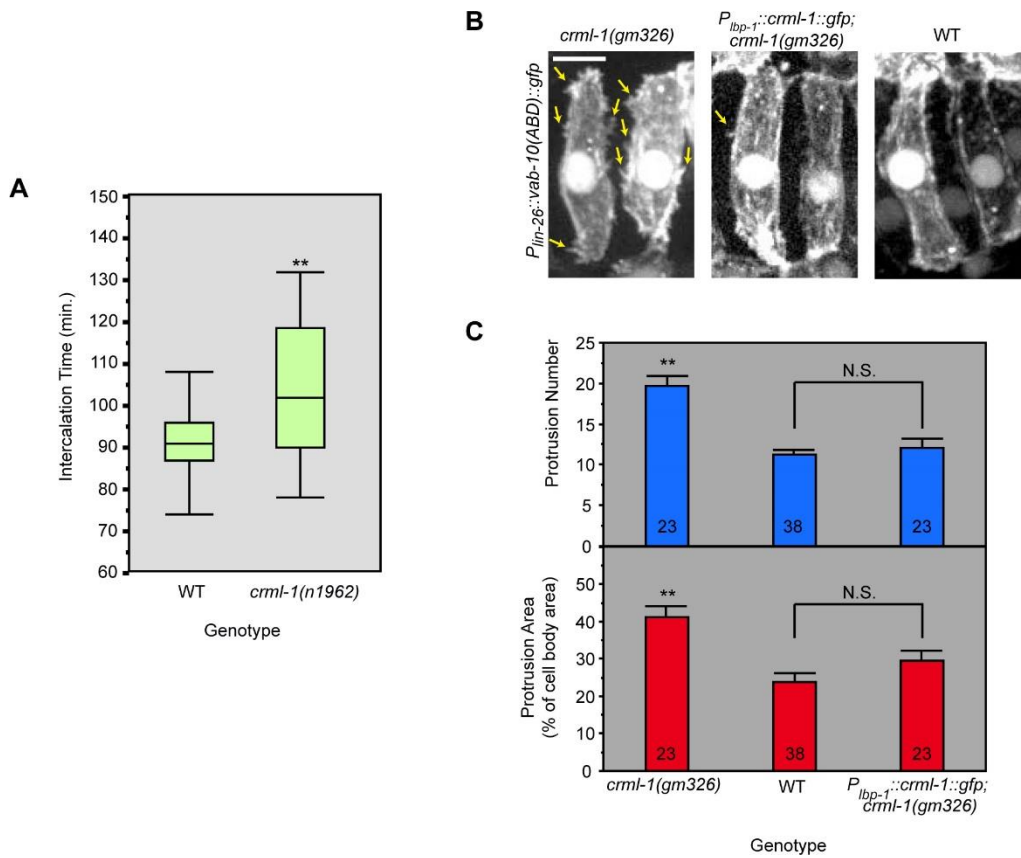 A
150
140
130
120
110
100
90
80
70
60
Intercalation Time (min.)
**
WT
crml-1(n1962)
Genotype
B
crml-1(gm326)
Plbp-1::crml-1::gfp;
crml-1(gm326)
WT
Plin-26::vab-10(ABD)::gfp
C
25
20
15
10
5
0
Protrusion Number
**
N.S.
23
38
23
50
40
30
20
10
0
Protrusion Area
(% of cell body area)
**
N.S.
23
38
23
crml-1(gm326)
WT
Plbp-1::crml-1::gfp;
crml-1(gm326)
Genotype